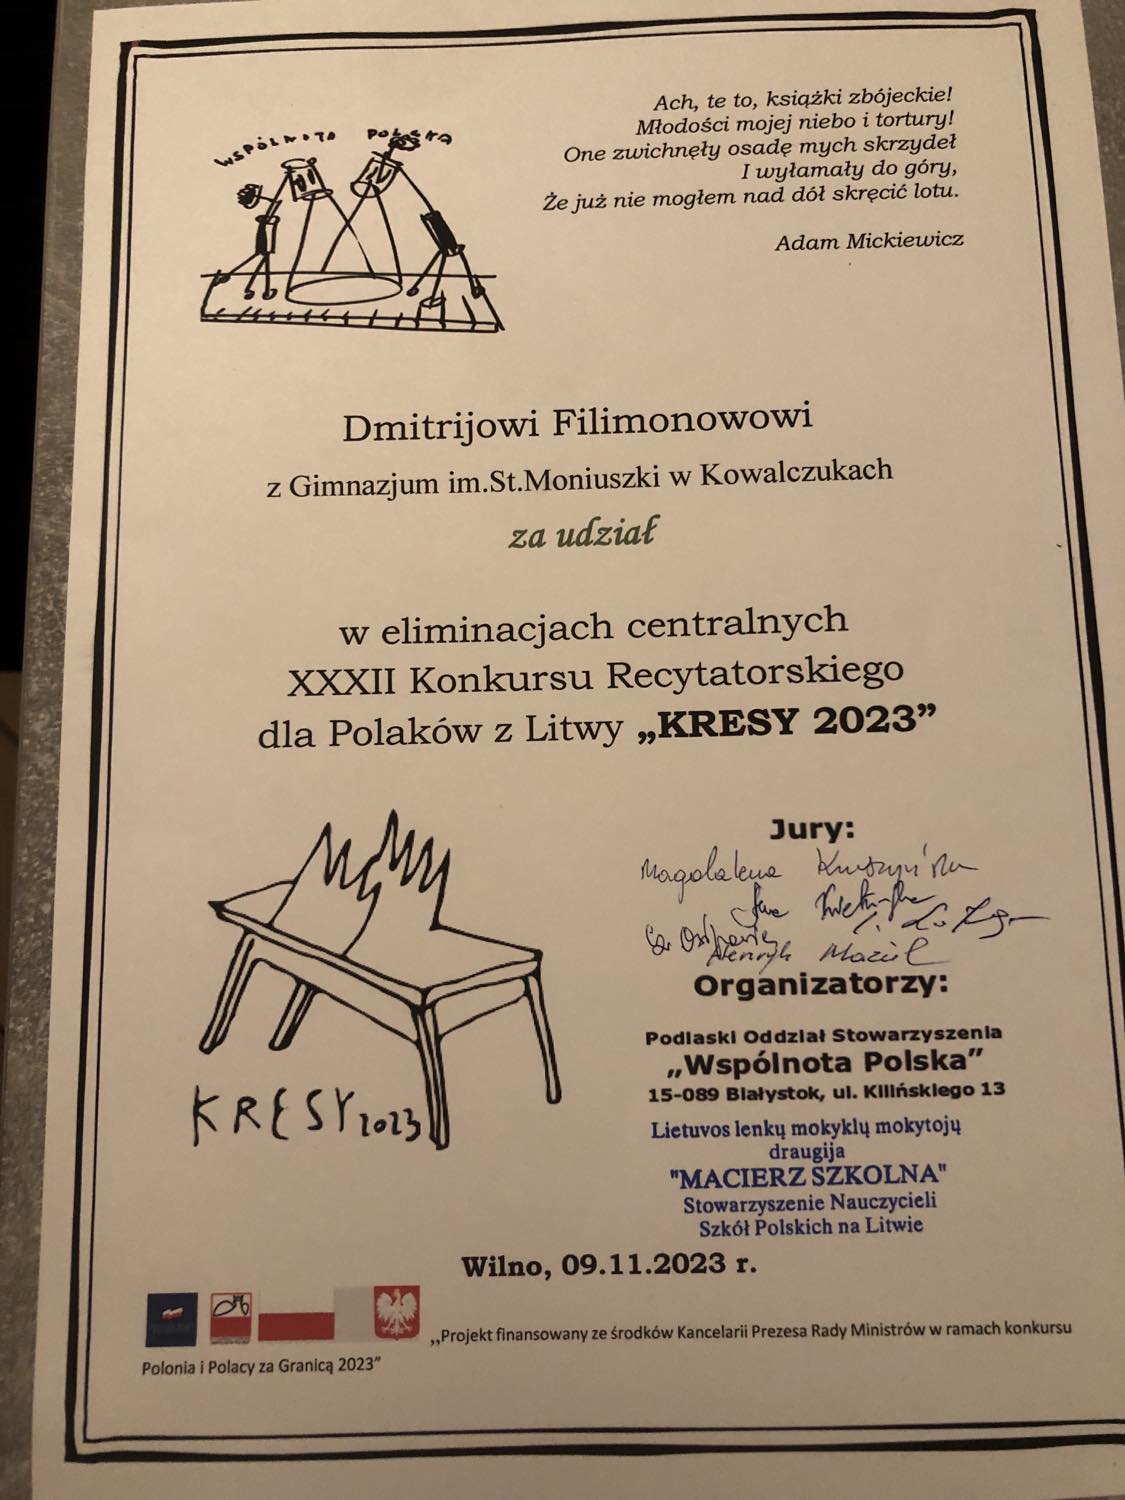 WSPÓLNOTA POLSKA
Ach, te to, książki zbójeckie!
Młodości mojej niebo i tortury!
One zwichnęły osadę mych skrzydeł
I wyłamały do góry,
Że już nie mogłem nad dół skręcić lotu.
Adam Mickiewicz
Dmitrijowi Filimonowowi
z Gimnazjum im.St.Moniuszki w Kowalczukach
za udział
w eliminacjach centralnych
XXXII Konkursu Recytatorskiego
dla Polaków z Litwy „KRESY 2023”
KRESY 2023
Jury:
Magdalena
Henryk
Organizatorzy:
Podlaski Oddział Stowarzyszenia
„Wspólnota Polska”
15-089 Białystok, ul. Kilińskiego 13
Lietuvos lenkų mokyklų mokytojų
draugija
"MACIERZ SZKOLNA"
Stowarzyszenie Nauczycieli
Szkół Polskich na Litwie
Wilno, 09.11.2023 r.
„Projekt finansowany ze środków Kancelarii Prezesa Rady Ministrów w ramach konkursu
Polonia i Polacy za Granicą 2023”